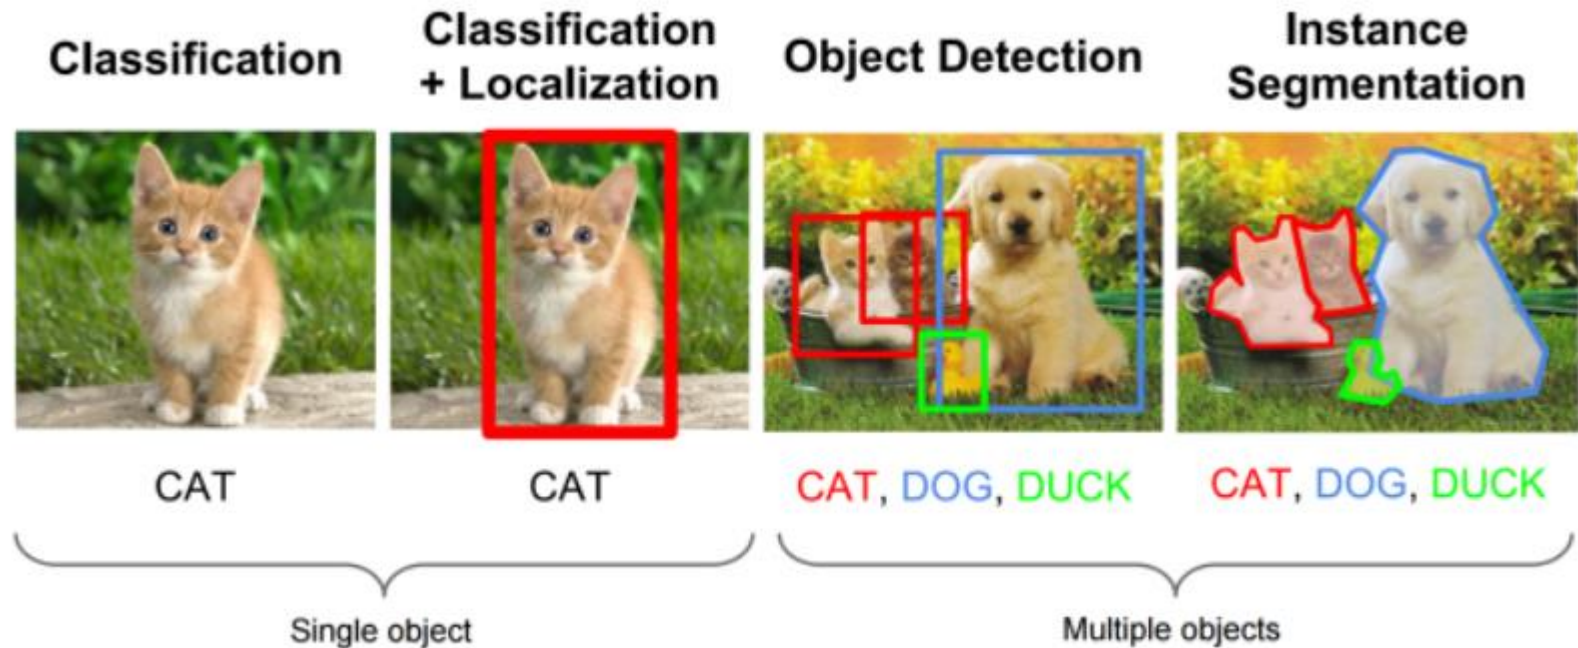 Classification
Classification
+ Localization
Object Detection
Instance
Segmentation
CAT
CAT
CAT, DOG, DUCK
CAT, DOG, DUCK
Single object
Multiple objects